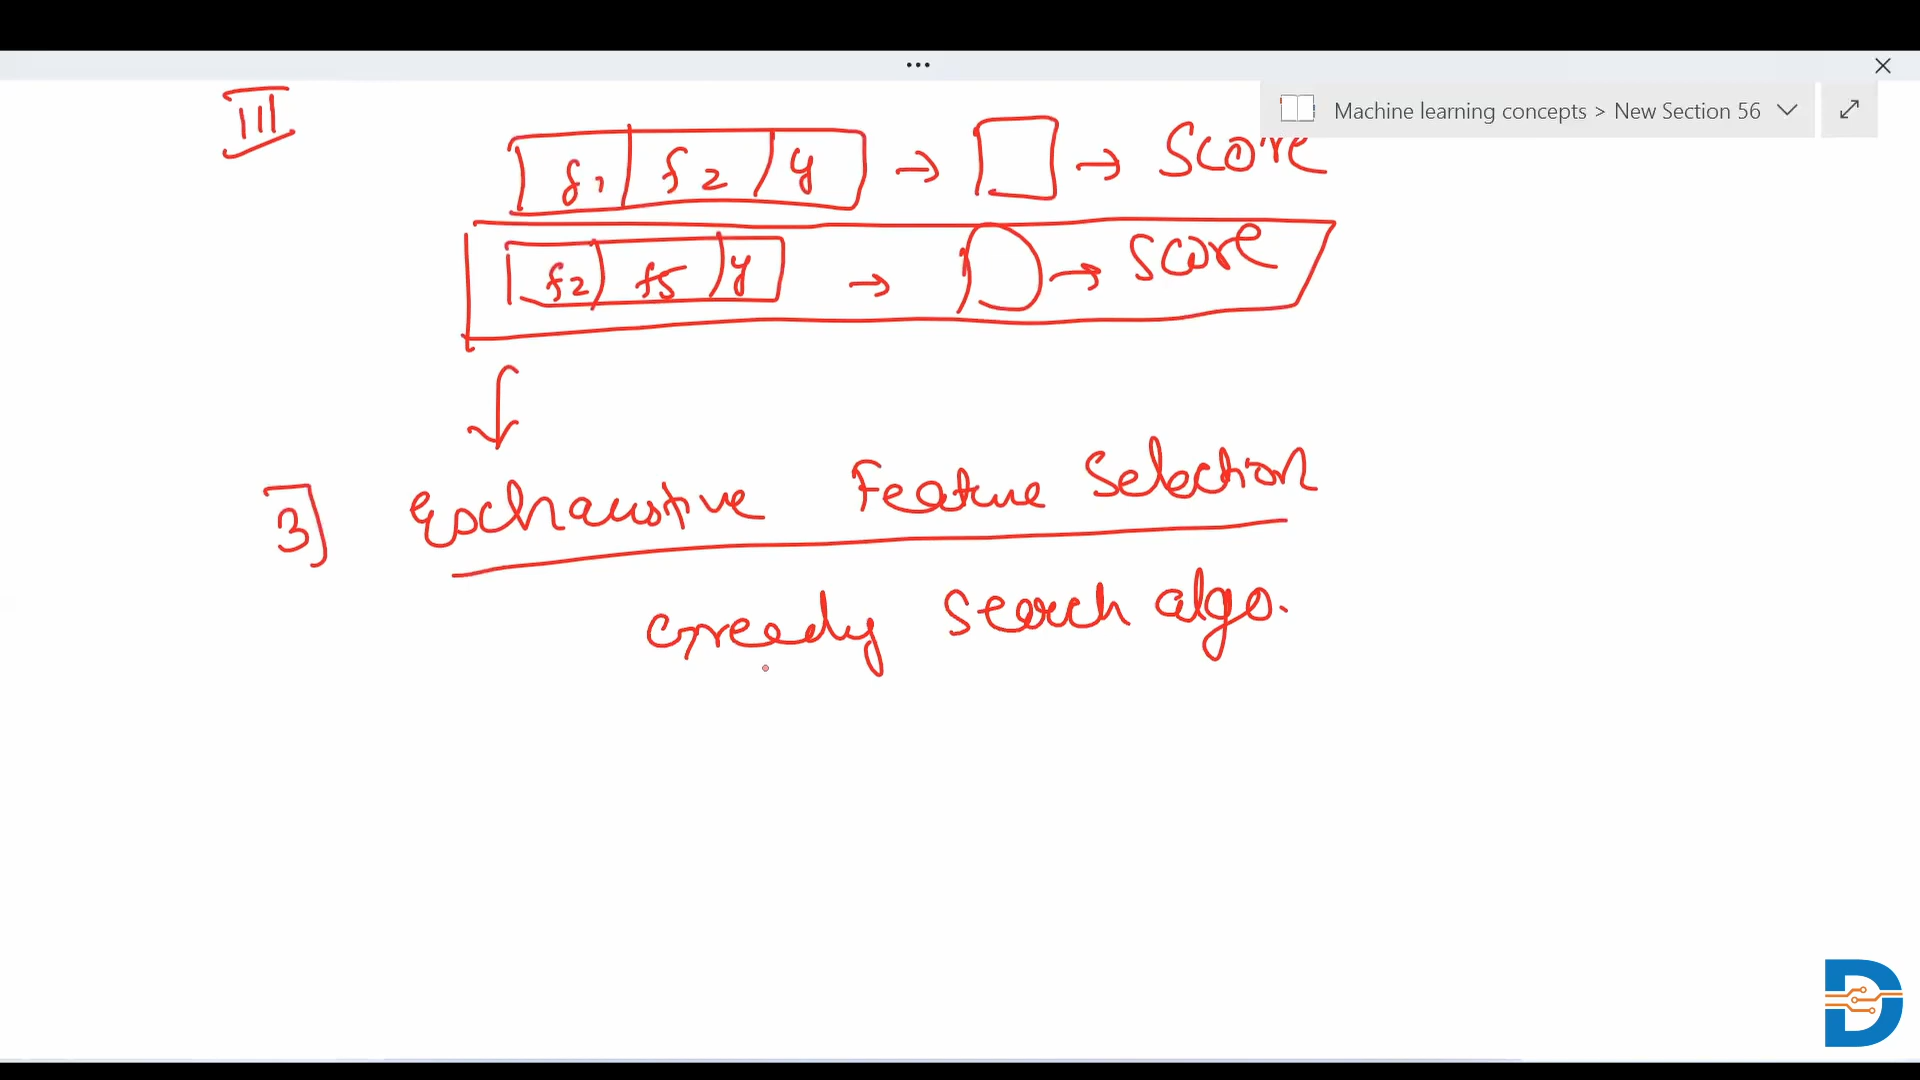 ...
Machine learning concepts > New Section 56
III
f1 f2 y → → Score
f2 f5 y → → Score
3] Exhaustive Feature Selection
Greedy Search algo.